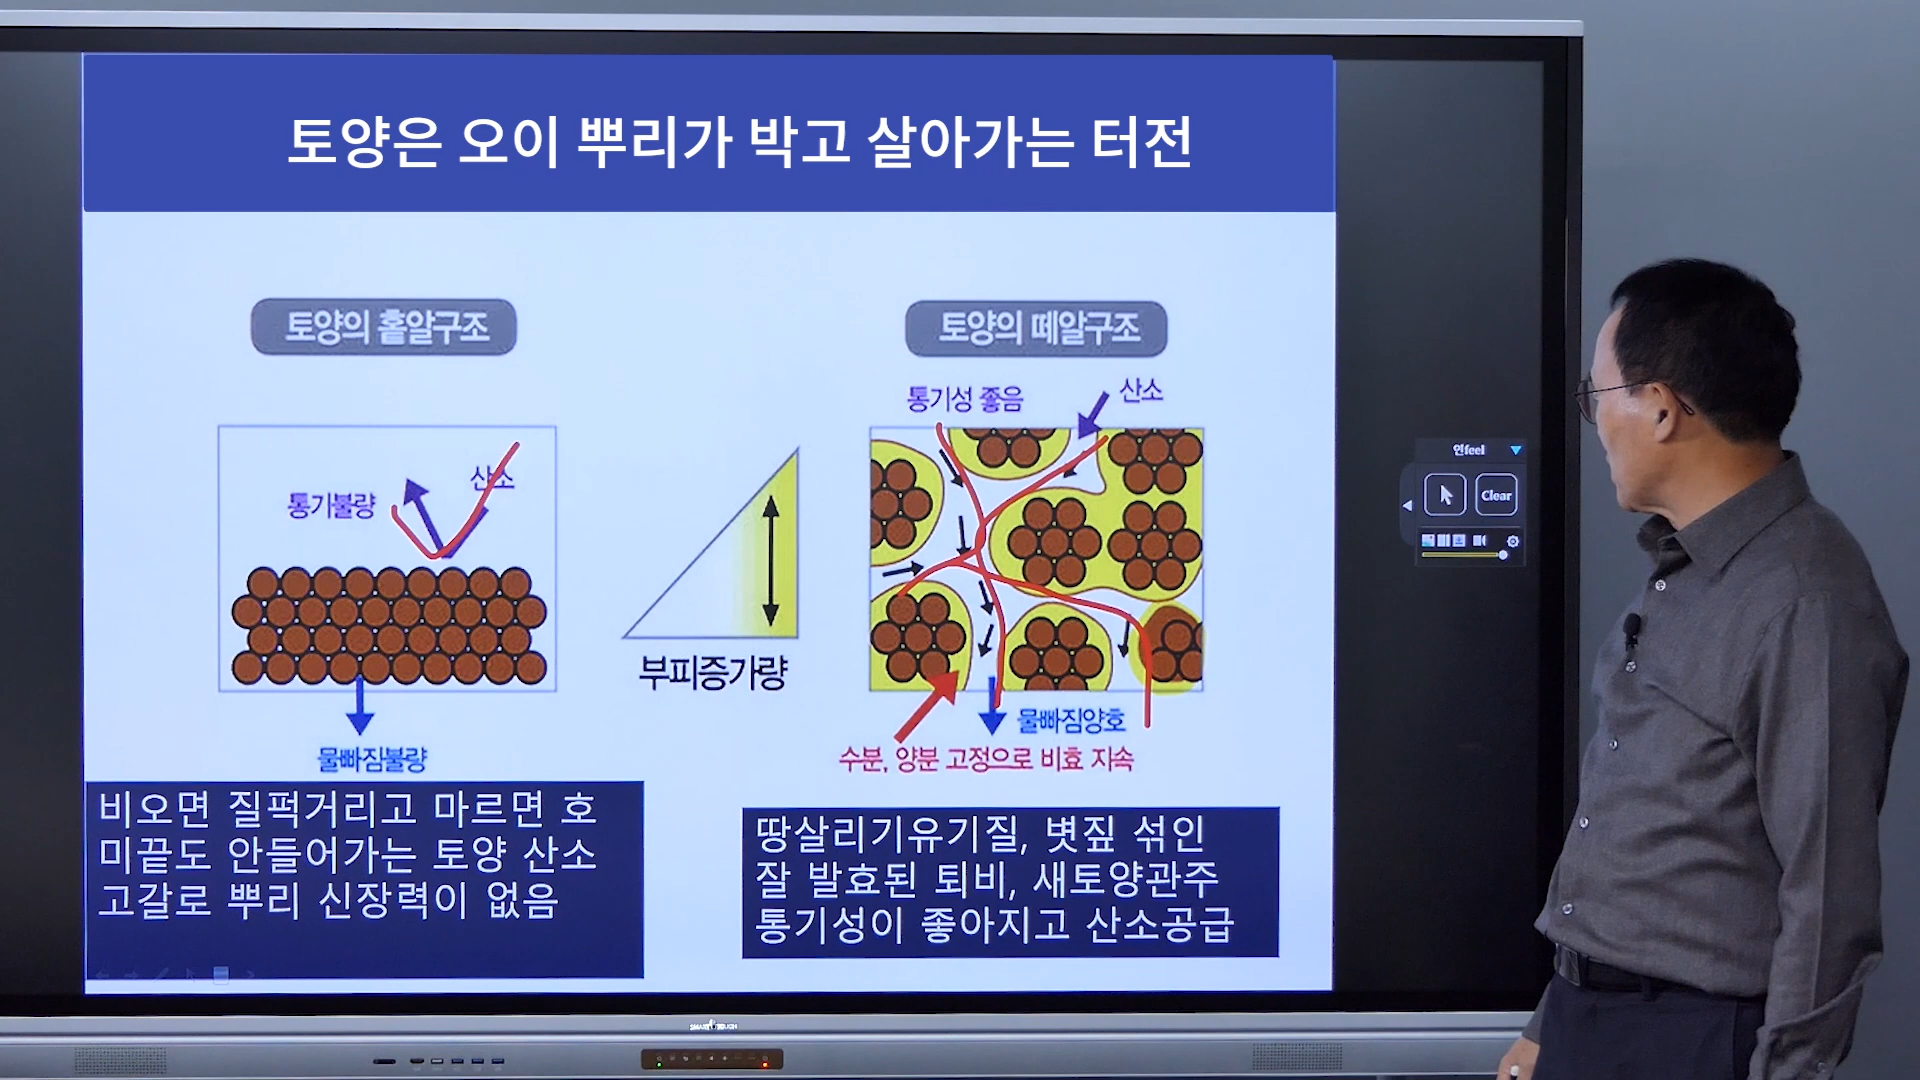 토양은 오이 뿌리가 박고 살아가는 터전
토양의 홑알구조
토양의 떼알구조
통기불량
산소
물빠짐불량
부피증가량
통기성 좋음
산소
물빠짐양호
수분, 양분 고정으로 비효 지속
비오면 질퍽거리고 마르면 호
미끝도 안들어가는 토양 산소
고갈로 뿌리 신장력이 없음
땅살리기유기질, 볏짚 섞인
잘 발효된 퇴비, 새토양관주
통기성이 좋아지고 산소공급
인feel
Clear
SMART TOUCH